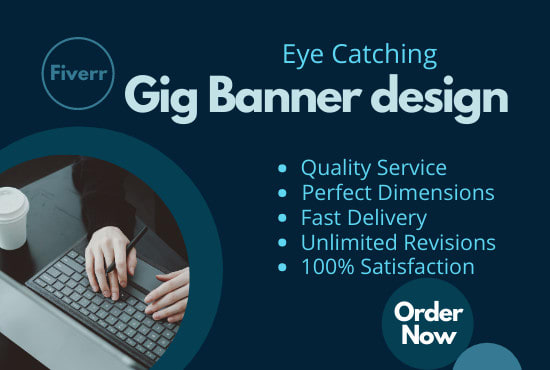 Fiverr
Eye Catching
Gig Banner design
• Quality Service
• Perfect Dimensions
• Fast Delivery
• Unlimited Revisions
• 100% Satisfaction
Order
Now